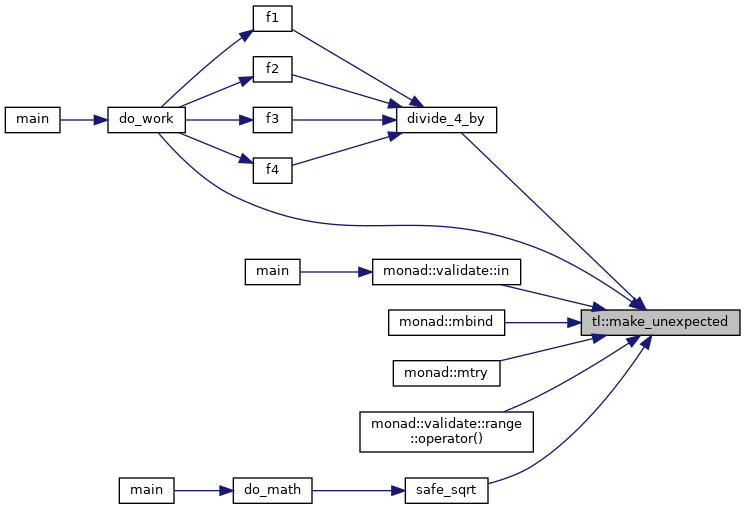 f1
f2
main
do_work
f3
divide_4_by
f4
main
monad::validate::in
monad::mbind
tl::make_unexpected
monad::mtry
monad::validate::range
::operator()
main
do_math
safe_sqrt